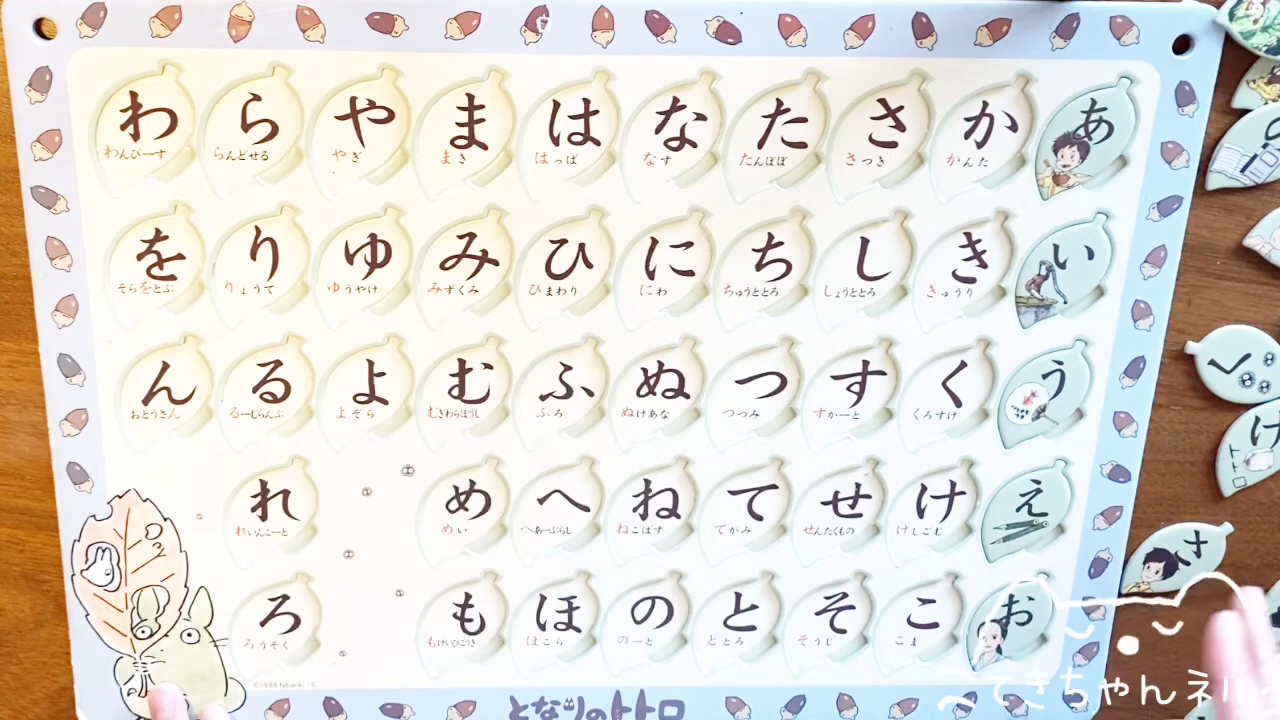 わ ら や ま は な た さ か あ
わんぴーす らんどせる やぎ まき はっぱ なす たんぽぽ さつき かんた
を り ゆ み ひ に ち し き い
そらをとぶ りょうて ゆうやけ みずくみ ひまわり にわ ちゅうととろ しょうととろ きゅうり
ん る よ む ふ ぬ つ す く う
おとうさん るーむらんぷ よぞら むぎわらぼうし ふろ ぬけあな つつみ すかーと くろすけ
れ め へ ね て せ け え
れいんこーと めい へあーぶらし ねこばす てがみ せんたくもの けしごむ
ろ も ほ の と そ こ お
ろうそく もけいひこうき ほこら のーと ととろ そうじ こま
く
け
さ
となりのトトロ
〜てきちゃんネル